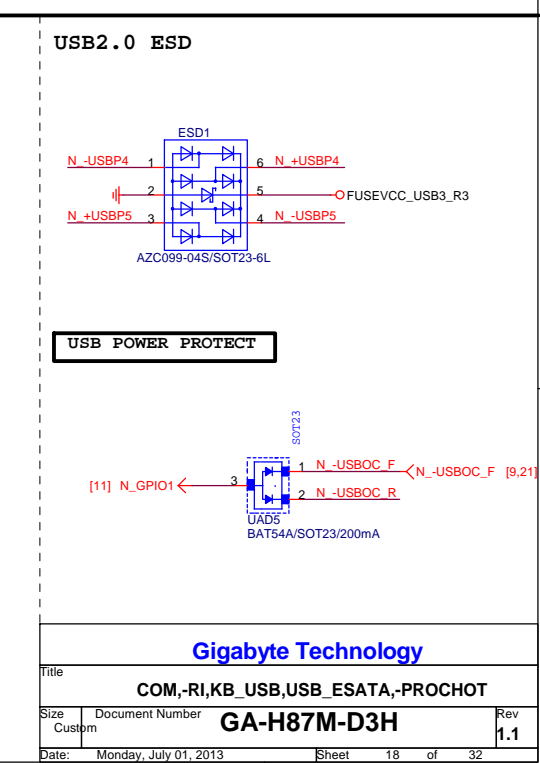 USB2.0 ESD
ESD1
N_-USBP4 1 6 N_+USBP4
2 5 FUSEVCC_USB3_R3
N_+USBP5 3 4 N_-USBP5
AZC099-04S/SOT23-6L
USB POWER PROTECT
SOT23
1 N_-USBOC_F N_-USBOC_F [9,21]
[11] N_GPIO1 3
2 N_-USBOC_R
UAD5
BAT54A/SOT23/200mA
Gigabyte Technology
Title
COM,-RI,KB_USB,USB_ESATA,-PROCHOT
Size Document Number Rev
Custom GA-H87M-D3H 1.1
Date: Monday, July 01, 2013 Sheet 18 of 32